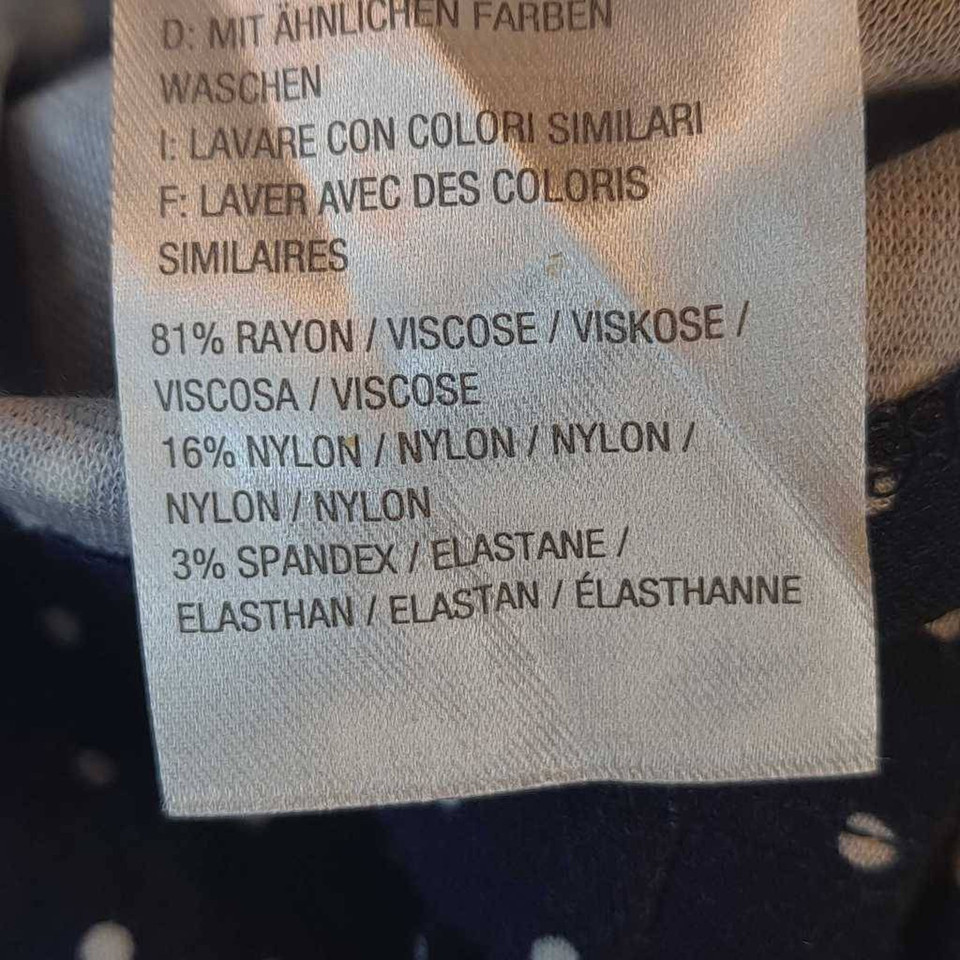 D: MIT ÄHNLICHEN FARBEN
WASCHEN
I: LAVARE CON COLORI SIMILARI
F: LAVER AVEC DES COLORIS
SIMILAIRES
81% RAYON / VISCOSE / VISKOSE /
VISCOSA / VISCOSE
16% NYLON / NYLON / NYLON /
NYLON / NYLON
3% SPANDEX / ELASTANE /
ELASTHAN / ELASTAN / ÉLASTHANNE